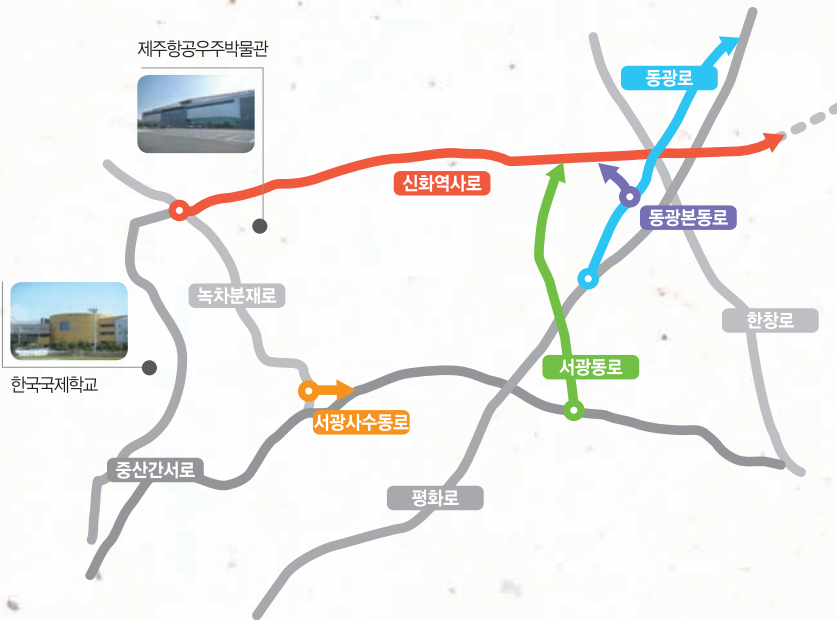 제주항공우주박물관
동광로
신화역사로
동광본동로
녹차분재로
한창로
서광동로
한국국제학교
서광사수동로
중산간서로
평화로